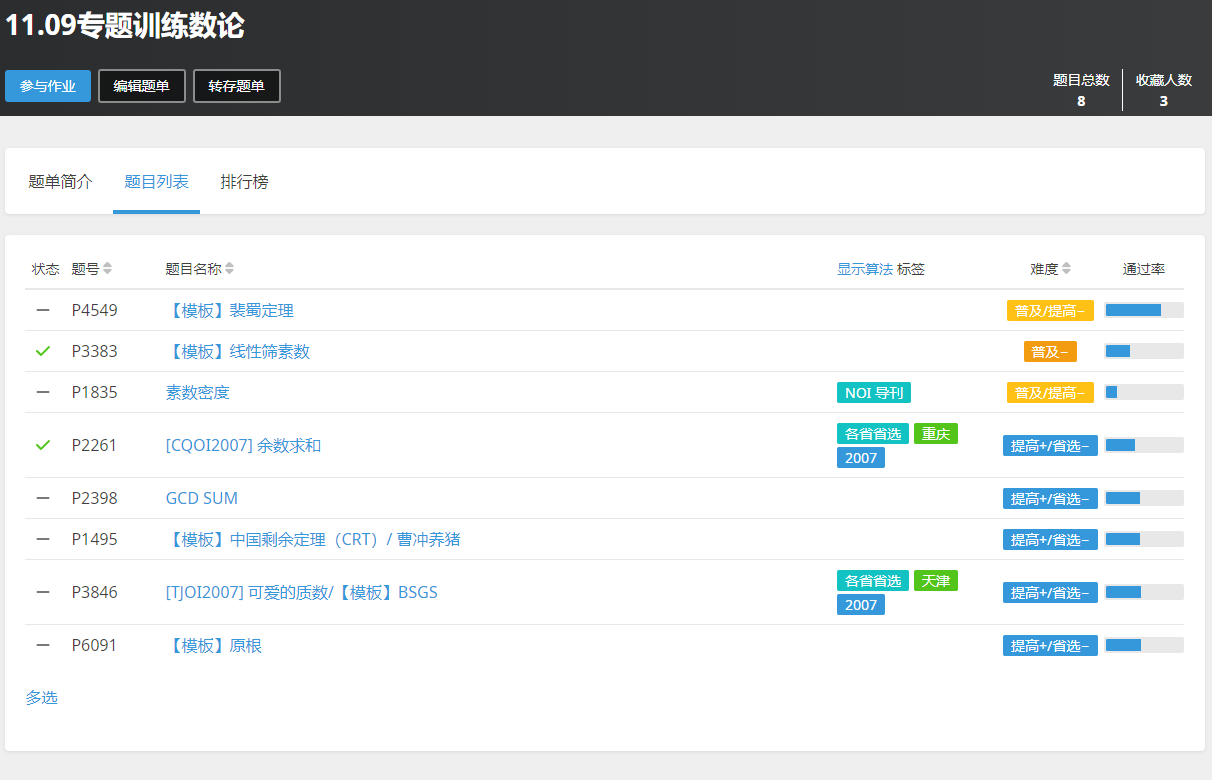 11.09专题训练数论
参与作业 编辑题单 转存题单
题目总数 收藏人数
8 3
题单简介 题目列表 排行榜
状态 题号 题目名称 显示算法 标签 难度 通过率
P4549 【模板】裴蜀定理 普及/提高−
P3383 【模板】线性筛素数 普及−
P1835 素数密度 NOI 导刊 普及/提高−
P2261 [CQOI2007] 余数求和 各省省选 重庆 2007 提高+/省选−
P2398 GCD SUM 提高+/省选−
P1495 【模板】中国剩余定理（CRT）/ 曹冲养猪 提高+/省选−
P3846 [TJOI2007] 可爱的质数/【模板】BSGS 各省省选 天津 2007 提高+/省选−
P6091 【模板】原根 提高+/省选−
多选